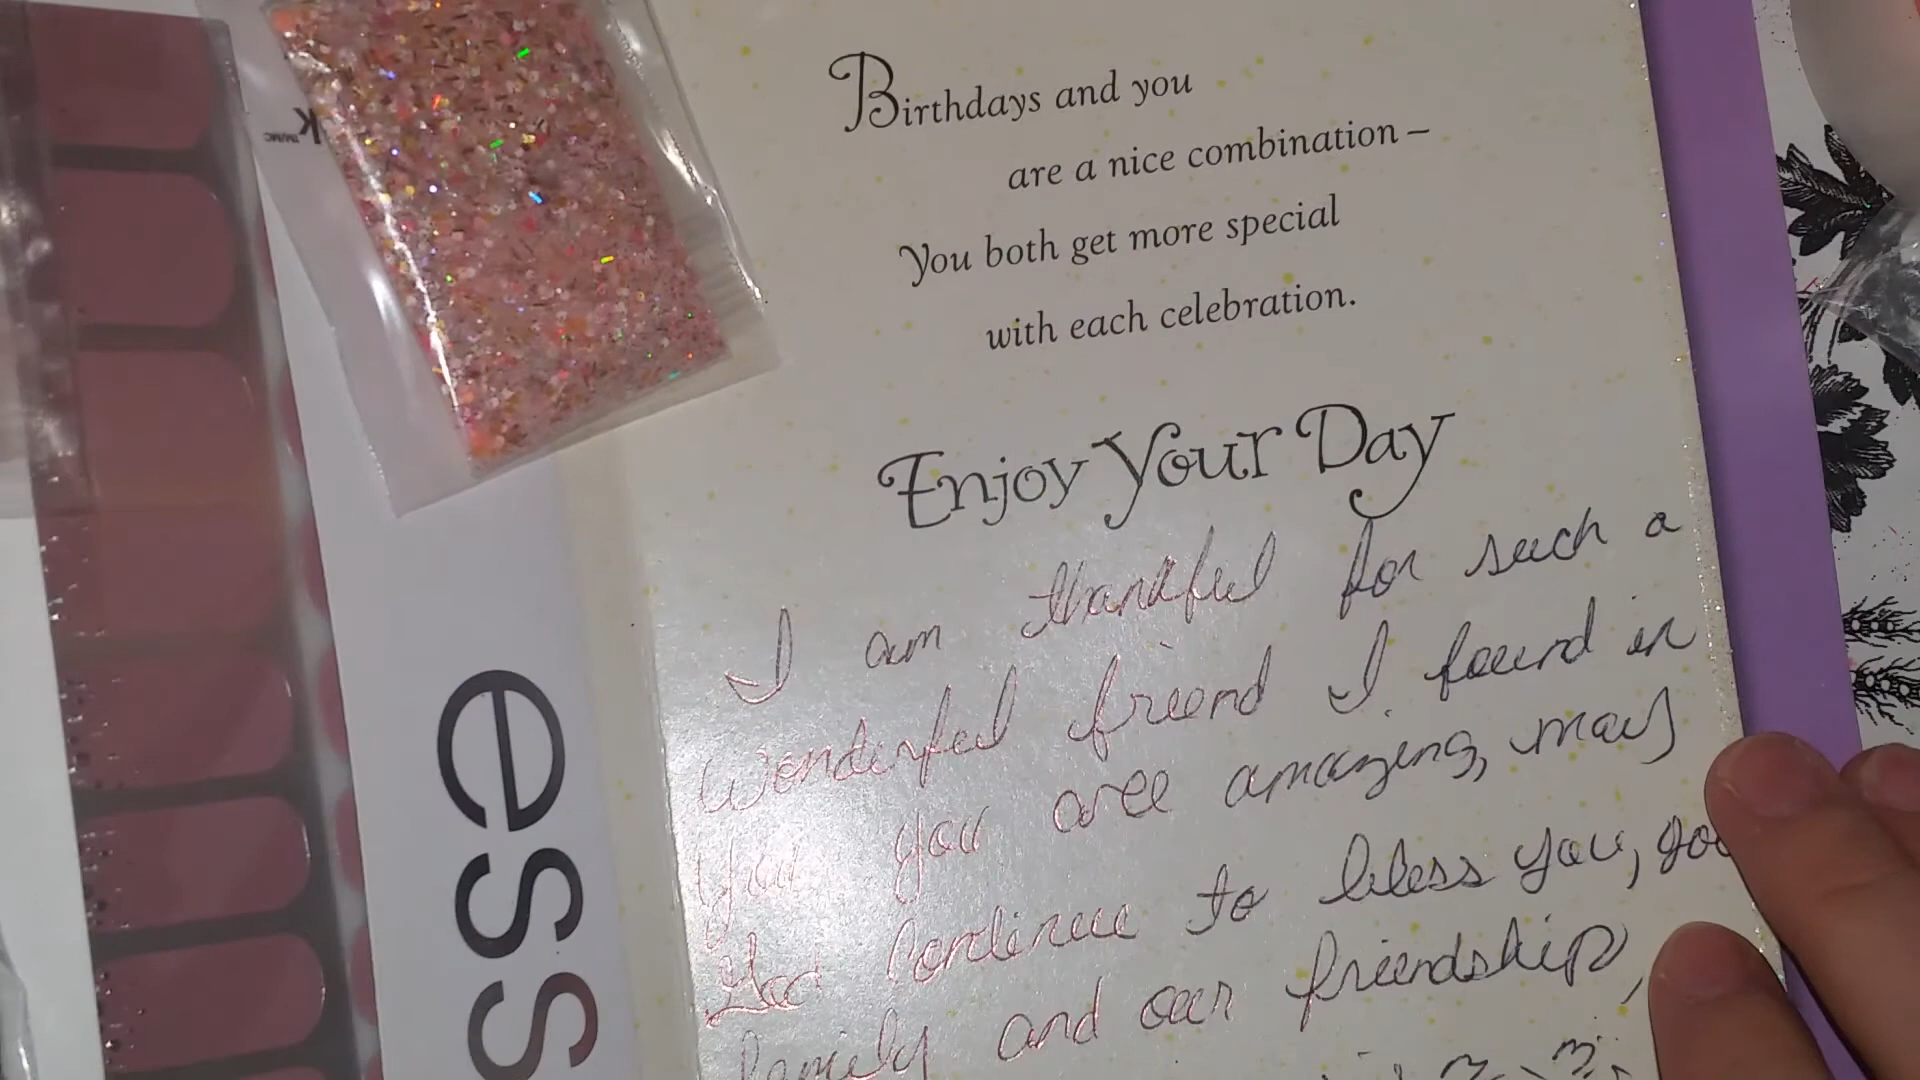 Birthdays and you
are a nice combination –
You both get more special
with each celebration.
Enjoy Your Day
I am thankful for such a
wonderful friend I found in
you you are amazing, may
God continue to bless you,
family and our friendship,
ess
K